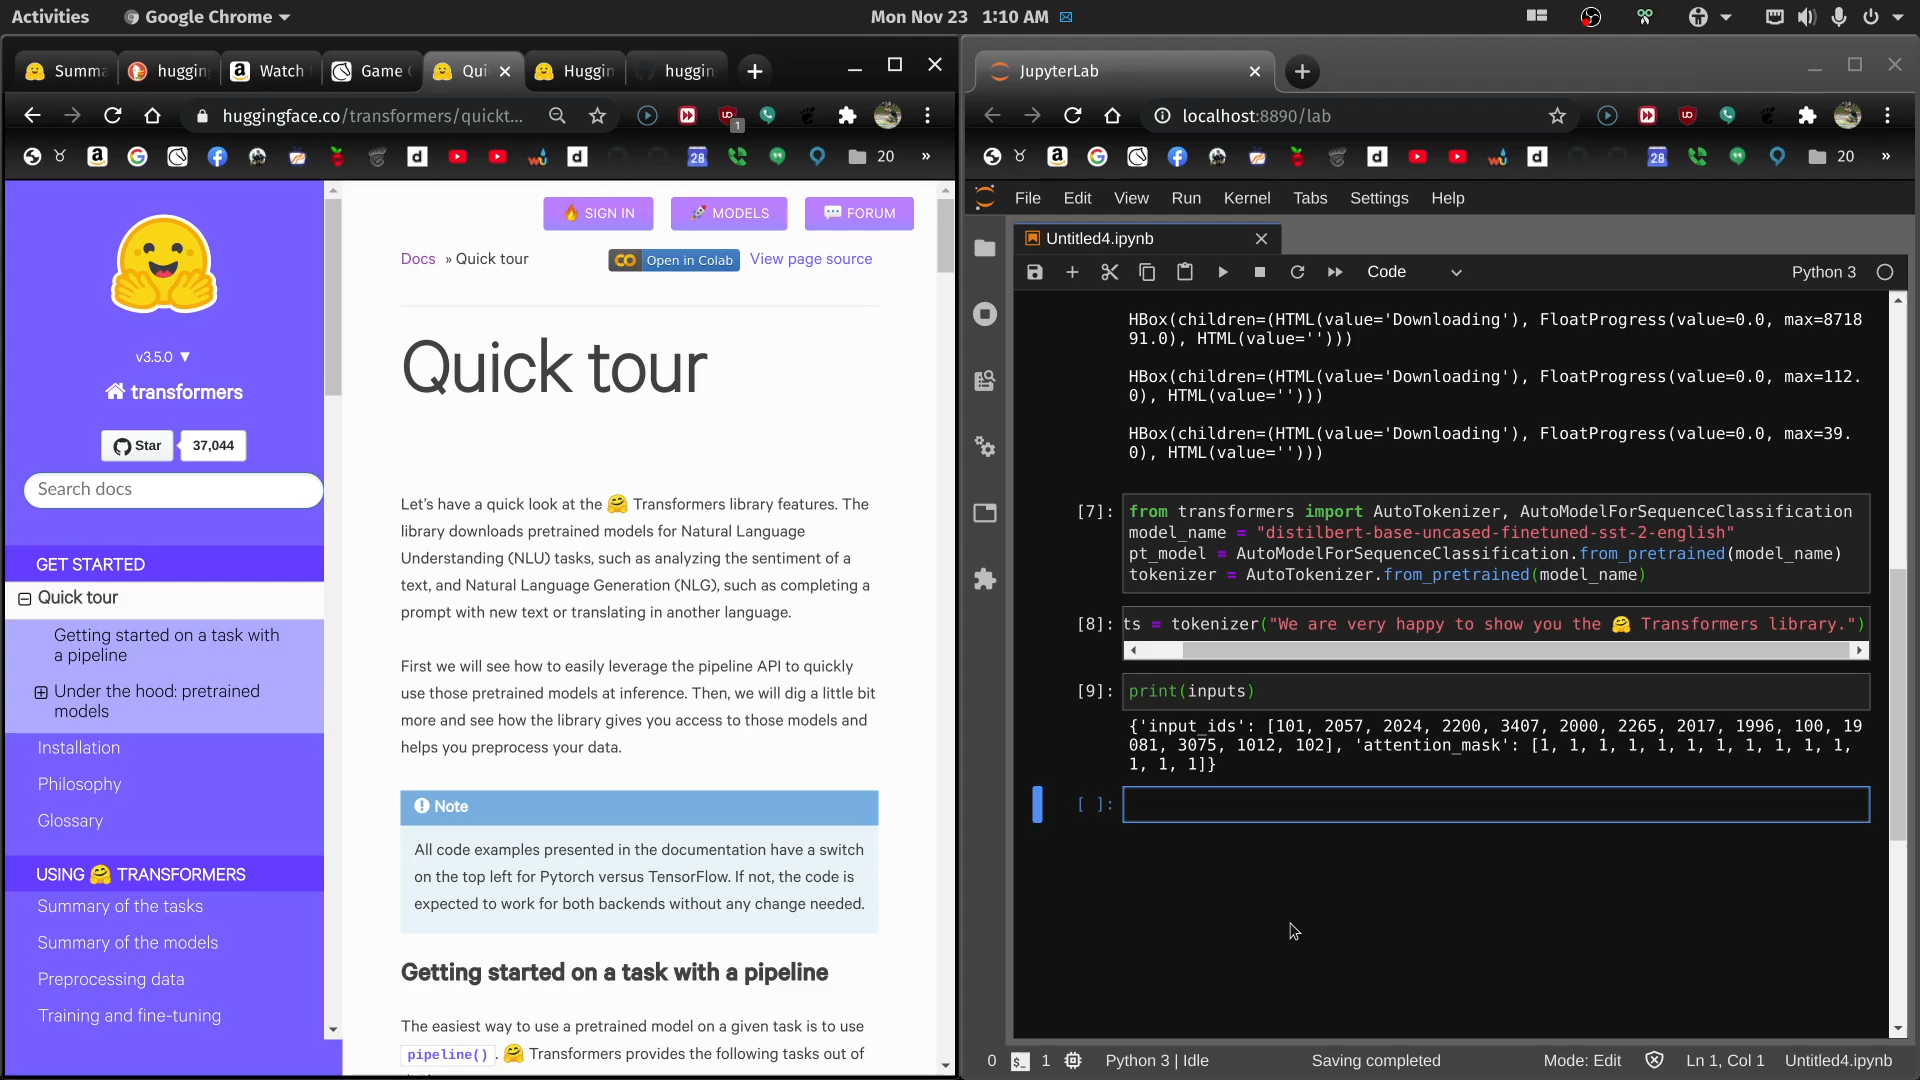 Activities
Google Chrome
Mon Nov 23 1:10 AM
Summa
hugging
Watch
Game
Qui
Huggin
hugging
huggingface.co/transformers/quickt...
1
28
20
»
SIGN IN
MODELS
FORUM
Docs » Quick tour
Open in Colab
View page source
v3.5.0
transformers
Star
37,044
Search docs
GET STARTED
Quick tour
Getting started on a task with
a pipeline
Under the hood: pretrained
models
Installation
Philosophy
Glossary
USING 🤗 TRANSFORMERS
Summary of the tasks
Summary of the models
Preprocessing data
Training and fine-tuning
Quick tour
Let’s have a quick look at the 🤗 Transformers library features. The
library downloads pretrained models for Natural Language
Understanding (NLU) tasks, such as analyzing the sentiment of a
text, and Natural Language Generation (NLG), such as completing a
prompt with new text or translating in another language.
First we will see how to easily leverage the pipeline API to quickly
use those pretrained models at inference. Then, we will dig a little bit
more and see how the library gives you access to those models and
helps you preprocess your data.
Note
All code examples presented in the documentation have a switch
on the top left for Pytorch versus TensorFlow. If not, the code is
expected to work for both backends without any change needed.
Getting started on a task with a pipeline
The easiest way to use a pretrained model on a given task is to use
pipeline() . 🤗 Transformers provides the following tasks out of
JupyterLab
localhost:8890/lab
28
20
»
File Edit View Run Kernel Tabs Settings Help
Untitled4.ipynb
Code
Python 3
HBox(children=(HTML(value='Downloading'), FloatProgress(value=0.0, max=8718
91.0), HTML(value='')))
HBox(children=(HTML(value='Downloading'), FloatProgress(value=0.0, max=112.
0), HTML(value='')))
HBox(children=(HTML(value='Downloading'), FloatProgress(value=0.0, max=39.
0), HTML(value='')))
[7]: from transformers import AutoTokenizer, AutoModelForSequenceClassification
model_name = "distilbert-base-uncased-finetuned-sst-2-english"
pt_model = AutoModelForSequenceClassification.from_pretrained(model_name)
tokenizer = AutoTokenizer.from_pretrained(model_name)
[8]: ts = tokenizer("We are very happy to show you the 🤗 Transformers library.")
[9]: print(inputs)
{'input_ids': [101, 2057, 2024, 2200, 3407, 2000, 2265, 2017, 1996, 100, 19
081, 3075, 1012, 102], 'attention_mask': [1, 1, 1, 1, 1, 1, 1, 1, 1, 1, 1,
1, 1, 1]}
[ ]:
0
1
Python 3 | Idle
Saving completed
Mode: Edit
Ln 1, Col 1
Untitled4.ipynb